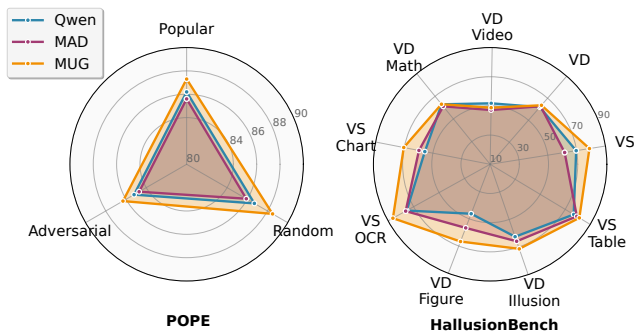 Qwen
MAD
MUG
Popular
Adversarial
Random
80
84
86
88
90
POPE
VD
Video
VD
VS
VS
Table
VD
Illusion
VD
Figure
VS
OCR
VS
Chart
VD
Math
10
30
50
70
90
HallusionBench